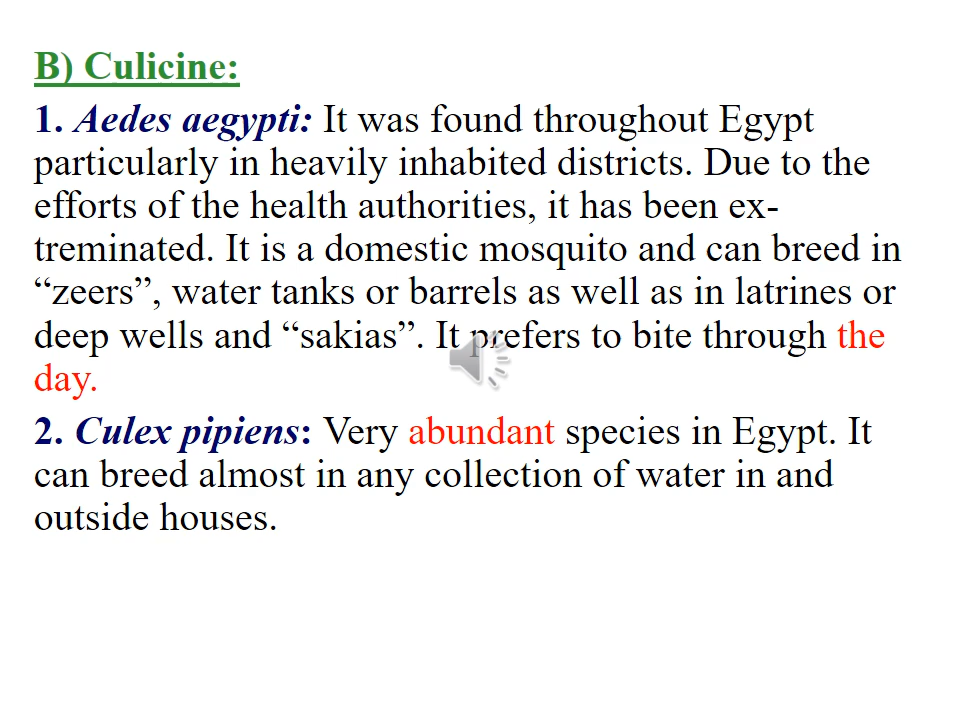 B) Culicine:
1. Aedes aegypti: It was found throughout Egypt
particularly in heavily inhabited districts. Due to the
efforts of the health authorities, it has been ex-
treminated. It is a domestic mosquito and can breed in
“zeers”, water tanks or barrels as well as in latrines or
deep wells and “sakias”. It prefers to bite through the
day.
2. Culex pipiens: Very abundant species in Egypt. It
can breed almost in any collection of water in and
outside houses.